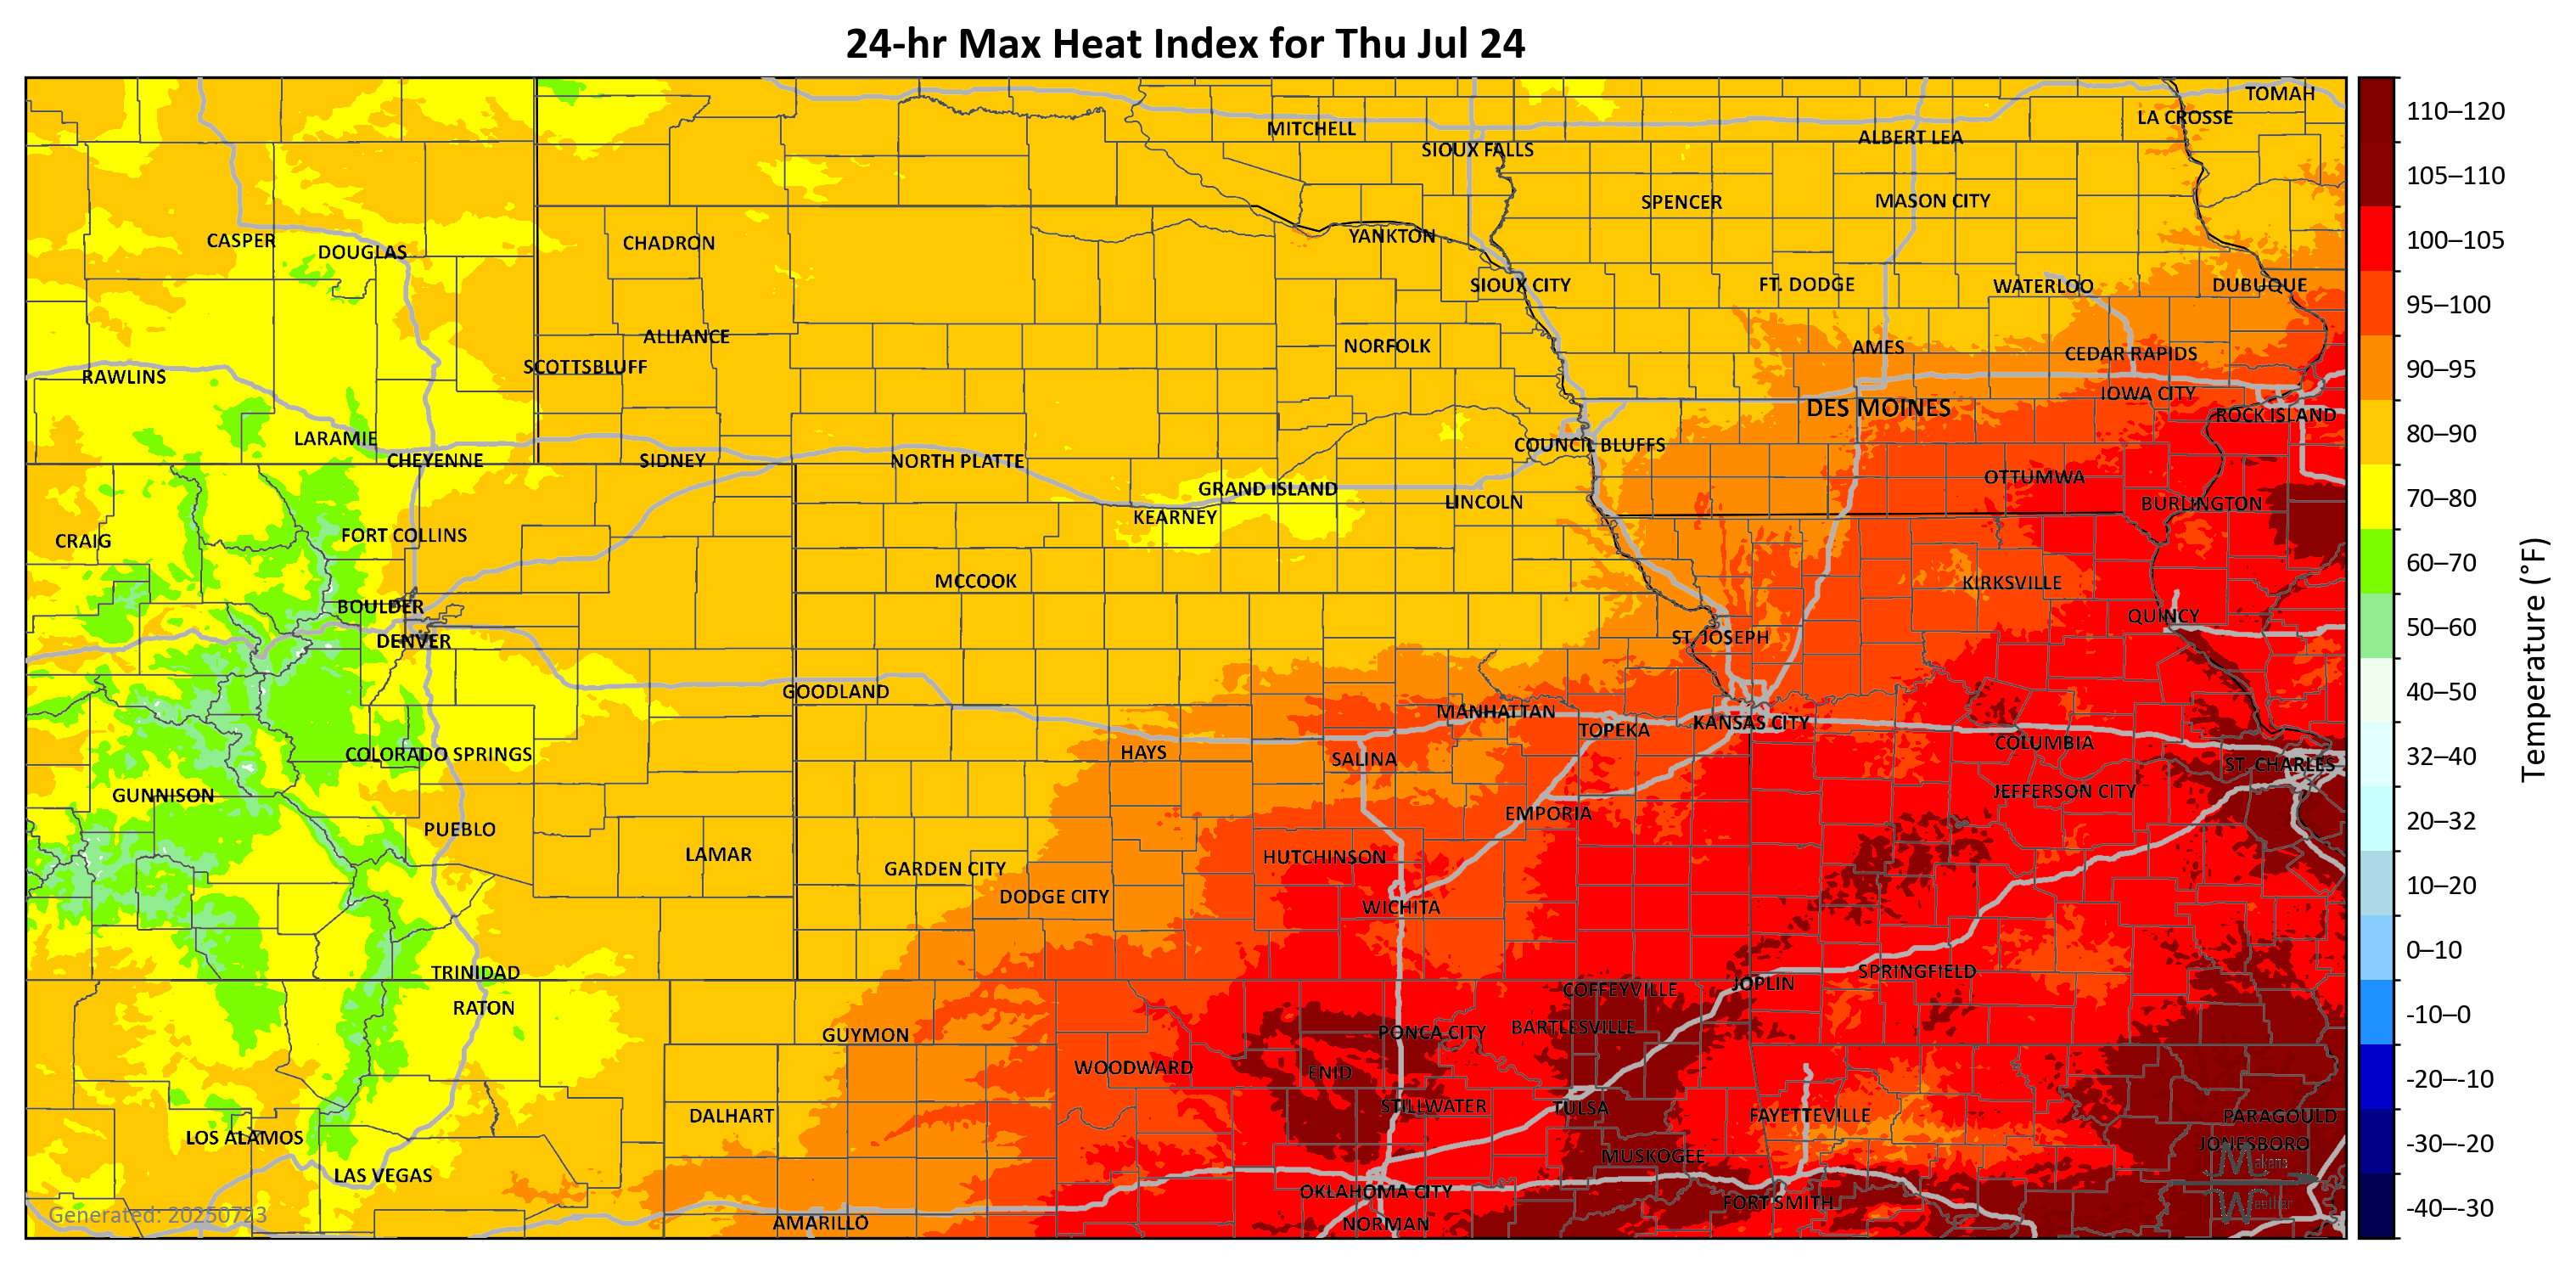 24-hr Max Heat Index for Thu Jul 24
TOMAH
LA CROSSE
MITCHELL
ALBERT LEA
SIOUX FALLS
SPENCER
MASON CITY
YANKTON
CASPER
CHADRON
DOUGLAS
SIOUX CITY
FT. DODGE
WATERLOO
DUBUQUE
ALLIANCE
NORFOLK
AMES
CEDAR RAPIDS
SCOTTSBLUFF
RAWLINS
IOWA CITY
DES MOINES
ROCK ISLAND
LARAMIE
COUNCIL BLUFFS
CHEYENNE
SIDNEY
NORTH PLATTE
OTTUMWA
GRAND ISLAND
LINCOLN
BURLINGTON
KEARNEY
FORT COLLINS
CRAIG
MCCOOK
KIRKSVILLE
BOULDER
QUINCY
DENVER
ST. JOSEPH
GOODLAND
MANHATTAN
KANSAS CITY
TOPEKA
COLUMBIA
COLORADO SPRINGS
HAYS
SALINA
ST. CHARLES
GUNNISON
JEFFERSON CITY
EMPORIA
PUEBLO
LAMAR
HUTCHINSON
GARDEN CITY
DODGE CITY
WICHITA
TRINIDAD
SPRINGFIELD
JOPLIN
COFFEYVILLE
RATON
BARTLESVILLE
PONCA CITY
GUYMON
WOODWARD
ENID
STILLWATER
TULSA
DALHART
FAYETTEVILLE
PARAGOULD
LOS ALAMOS
JONESBORO
MUSKOGEE
Makens
LAS VEGAS
OKLAHOMA CITY
FORT SMITH
Weather
Generated: 20250723
AMARILLO
NORMAN
110–120
105–110
100–105
95–100
90–95
80–90
70–80
60–70
50–60
40–50
32–40
20–32
10–20
0–10
-10–0
-20–-10
-30–-20
-40–-30
Temperature (°F)